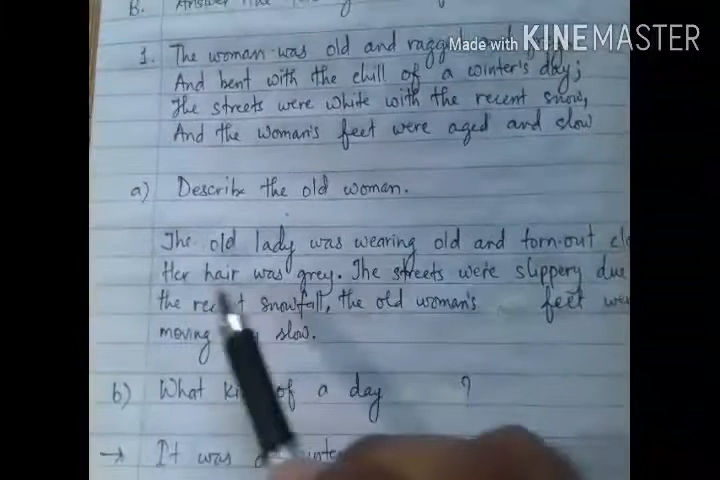 B. Answer the
Made with KINEMASTER
1. The woman was old and ragged and
And bent with the chill of a winter's day;
The streets were white with the recent snow,
And the woman's feet were aged and slow
a) Describe the old woman.
The old lady was wearing old and torn-out
Her hair was grey. The streets were slippery due
the snowfall, the old woman's feet
moving slow.
b) What of a day ?
→ It was